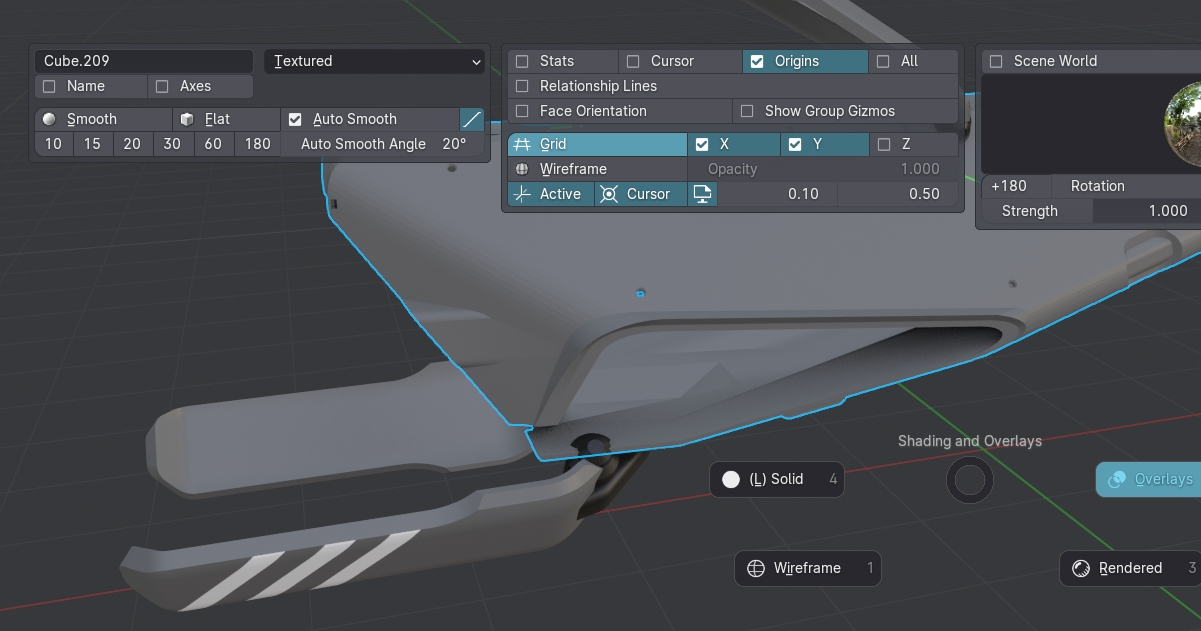 Cube.209
Textured
Name Axes
Smooth Flat Auto Smooth
10 15 20 30 60 180 Auto Smooth Angle 20°
Stats Cursor Origins All
Relationship Lines
Face Orientation Show Group Gizmos
Grid X Y Z
Wireframe Opacity 1.000
Active Cursor 0.10 0.50
Scene World
+180 Rotation
Strength 1.000
Shading and Overlays
(L) Solid 4
Overlays
Wireframe 1
Rendered 3